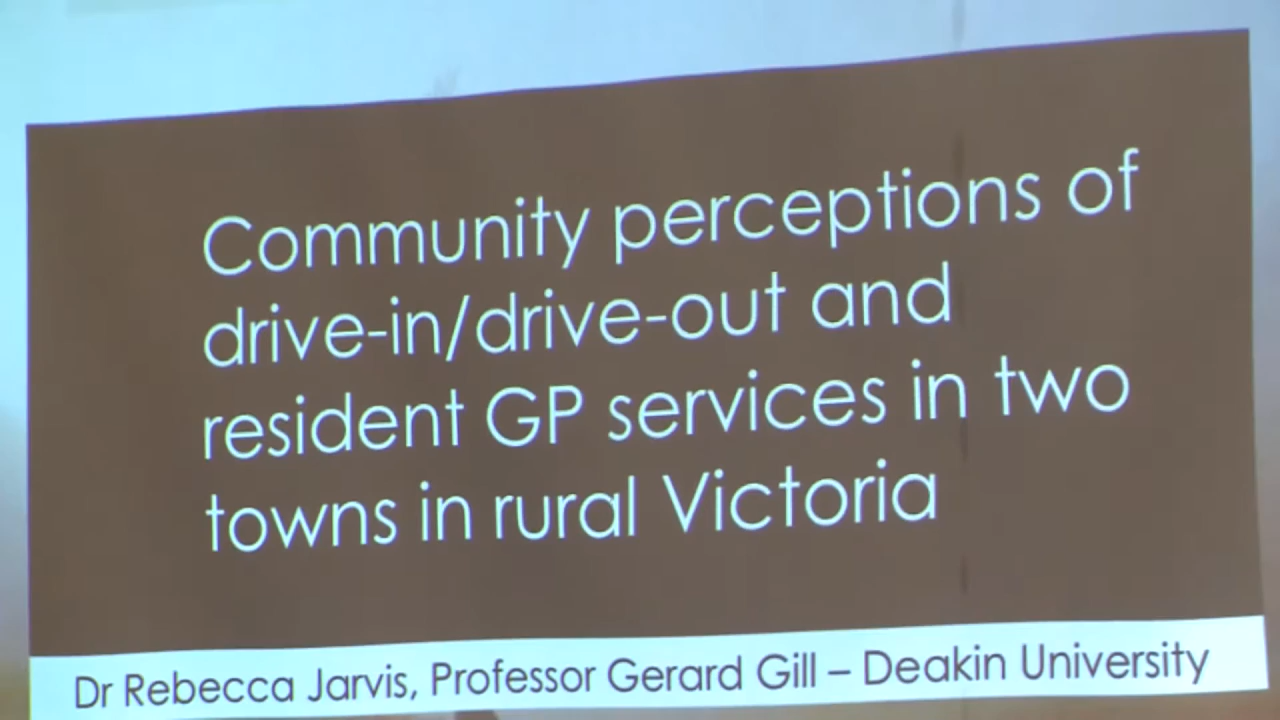 Community perceptions of
drive-in/drive-out and
resident GP services in two
towns in rural Victoria
Dr Rebecca Jarvis, Professor Gerard Gill – Deakin University